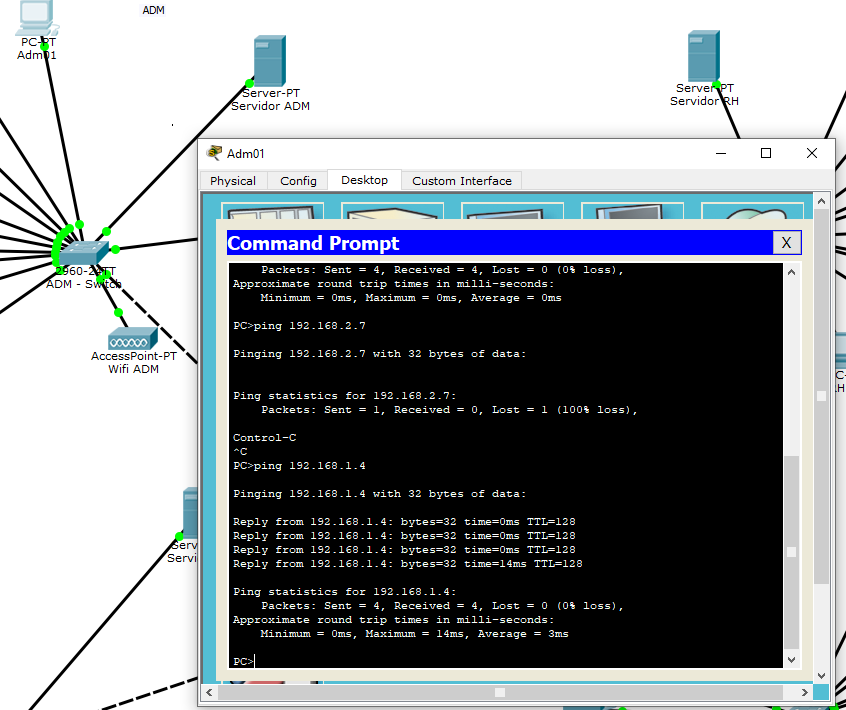 ADM
PC-PT
Adm01
Server-PT
Servidor ADM
Server-PT
Servidor RH
2960-24TT
ADM - Switch
AccessPoint-PT
Wifi ADM
Serv
Servi
Adm01
Physical
Config
Desktop
Custom Interface
Command Prompt
X
Packets: Sent = 4, Received = 4, Lost = 0 (0% loss),
Approximate round trip times in milli-seconds:
Minimum = 0ms, Maximum = 0ms, Average = 0ms
PC>ping 192.168.2.7
Pinging 192.168.2.7 with 32 bytes of data:
Ping statistics for 192.168.2.7:
Packets: Sent = 1, Received = 0, Lost = 1 (100% loss),
Control-C
^C
PC>ping 192.168.1.4
Pinging 192.168.1.4 with 32 bytes of data:
Reply from 192.168.1.4: bytes=32 time=0ms TTL=128
Reply from 192.168.1.4: bytes=32 time=0ms TTL=128
Reply from 192.168.1.4: bytes=32 time=0ms TTL=128
Reply from 192.168.1.4: bytes=32 time=14ms TTL=128
Ping statistics for 192.168.1.4:
Packets: Sent = 4, Received = 4, Lost = 0 (0% loss),
Approximate round trip times in milli-seconds:
Minimum = 0ms, Maximum = 14ms, Average = 3ms
PC>